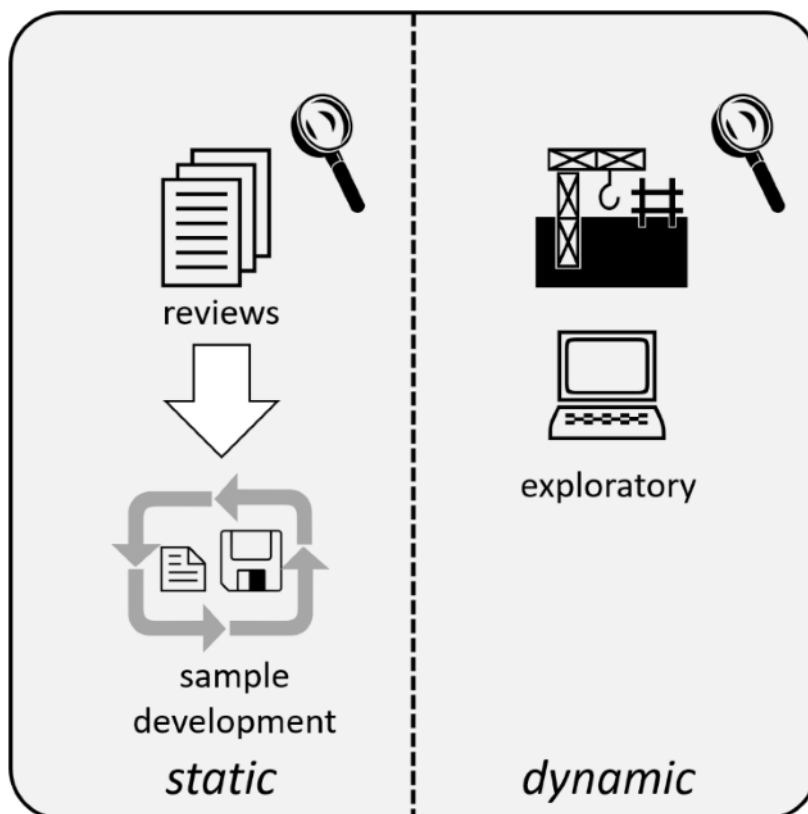 reviews
sample
development
static
exploratory
dynamic